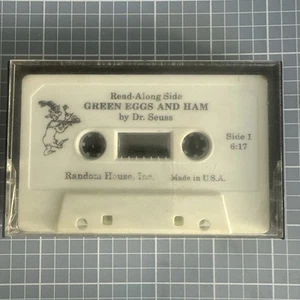 Read-Along Side
GREEN EGGS AND HAM
by Dr. Seuss
Side 1
6:17
Random House, Inc. Made in U.S.A.